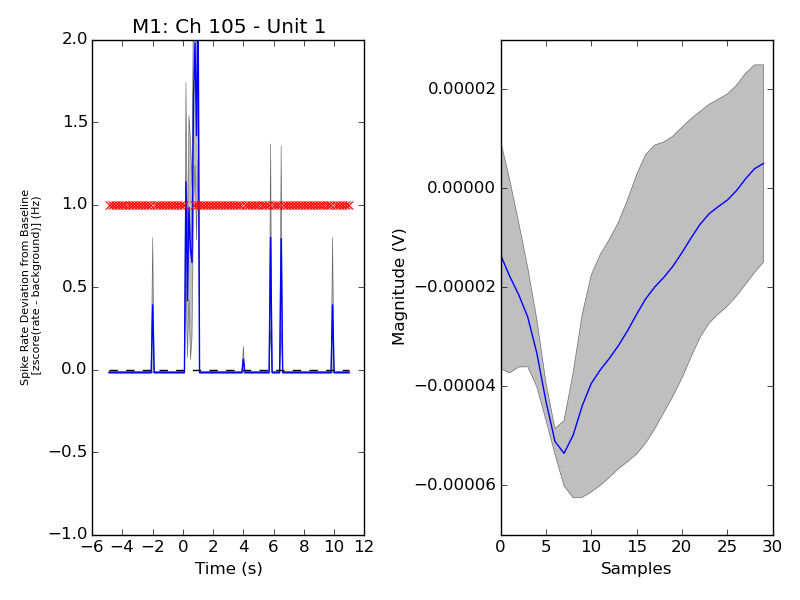 M1: Ch 105 - Unit 1
2.0
1.5
1.0
0.5
0.0
−0.5
−1.0
−6 −4 −2 0 2 4 6 8 10 12
Time (s)
Spike Rate Deviation from Baseline
[zscore(rate - background)] (Hz)
0.00002
0.00000
−0.00002
−0.00004
−0.00006
0 5 10 15 20 25 30
Samples
Magnitude (V)